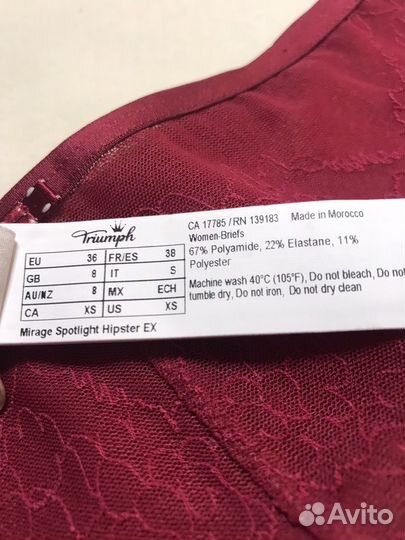 Triumph
EU 36 FR/ES 38
GB 8 IT S
AU/NZ 8 MX ECH
CA XS US XS
Mirage Spotlight Hipster EX
CA 17785 / RN 139183 Made in Morocco
Women-Briefs
67% Polyamide, 22% Elastane, 11%
Polyester
Machine wash 40°C (105°F), Do not bleach, Do not
tumble dry, Do not iron, Do not dry clean
Avito